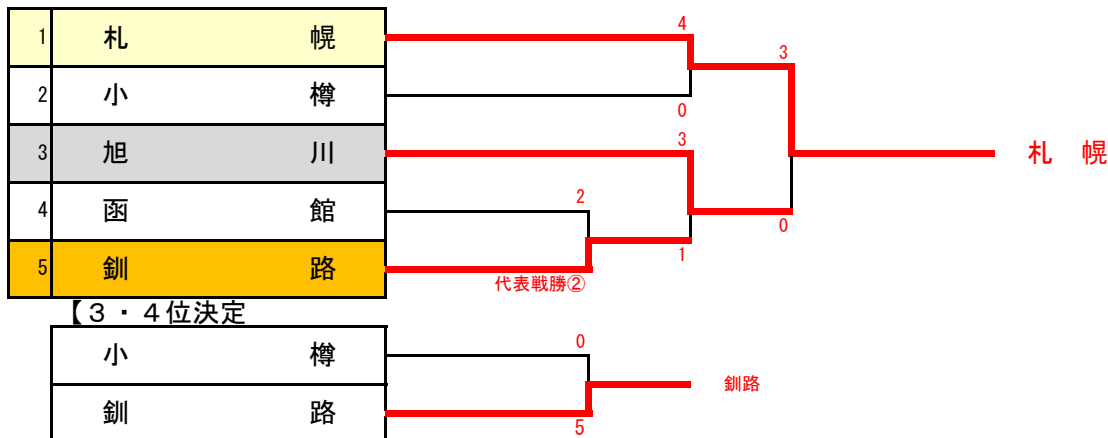 1 札 幌
4
3
2 小 樽
0
3 旭 川
3
札 幌
4 函 館
2
0
5 釧 路
1
代表戦勝②
【３・４位決定
小 樽
0
釧路
釧 路
5